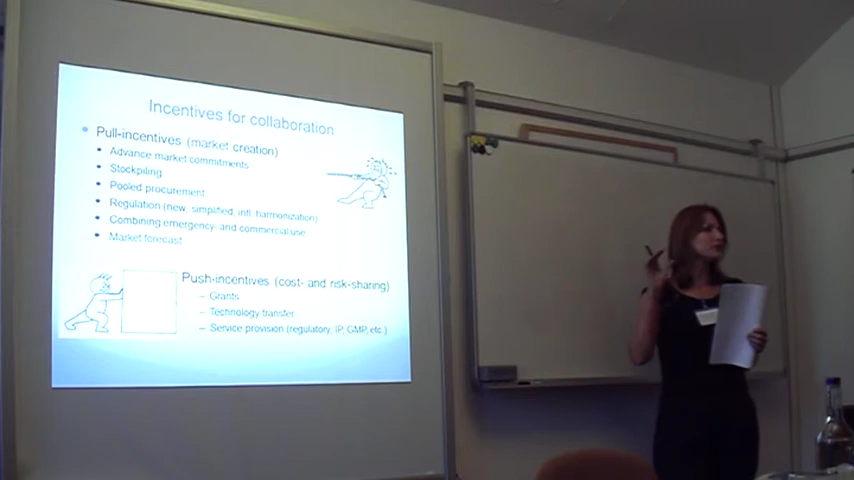 Incentives for collaboration
Pull-incentives (market creation)
Advance market commitments
Stockpiling
Pooled procurement
Regulation (new, simplified, intl. harmonization)
Combining emergency- and commercial use
Market forecast
Push-incentives (cost- and risk-sharing)
– Grants
– Technology transfer
– Service provision (regulatory, IP, GMP, etc.)